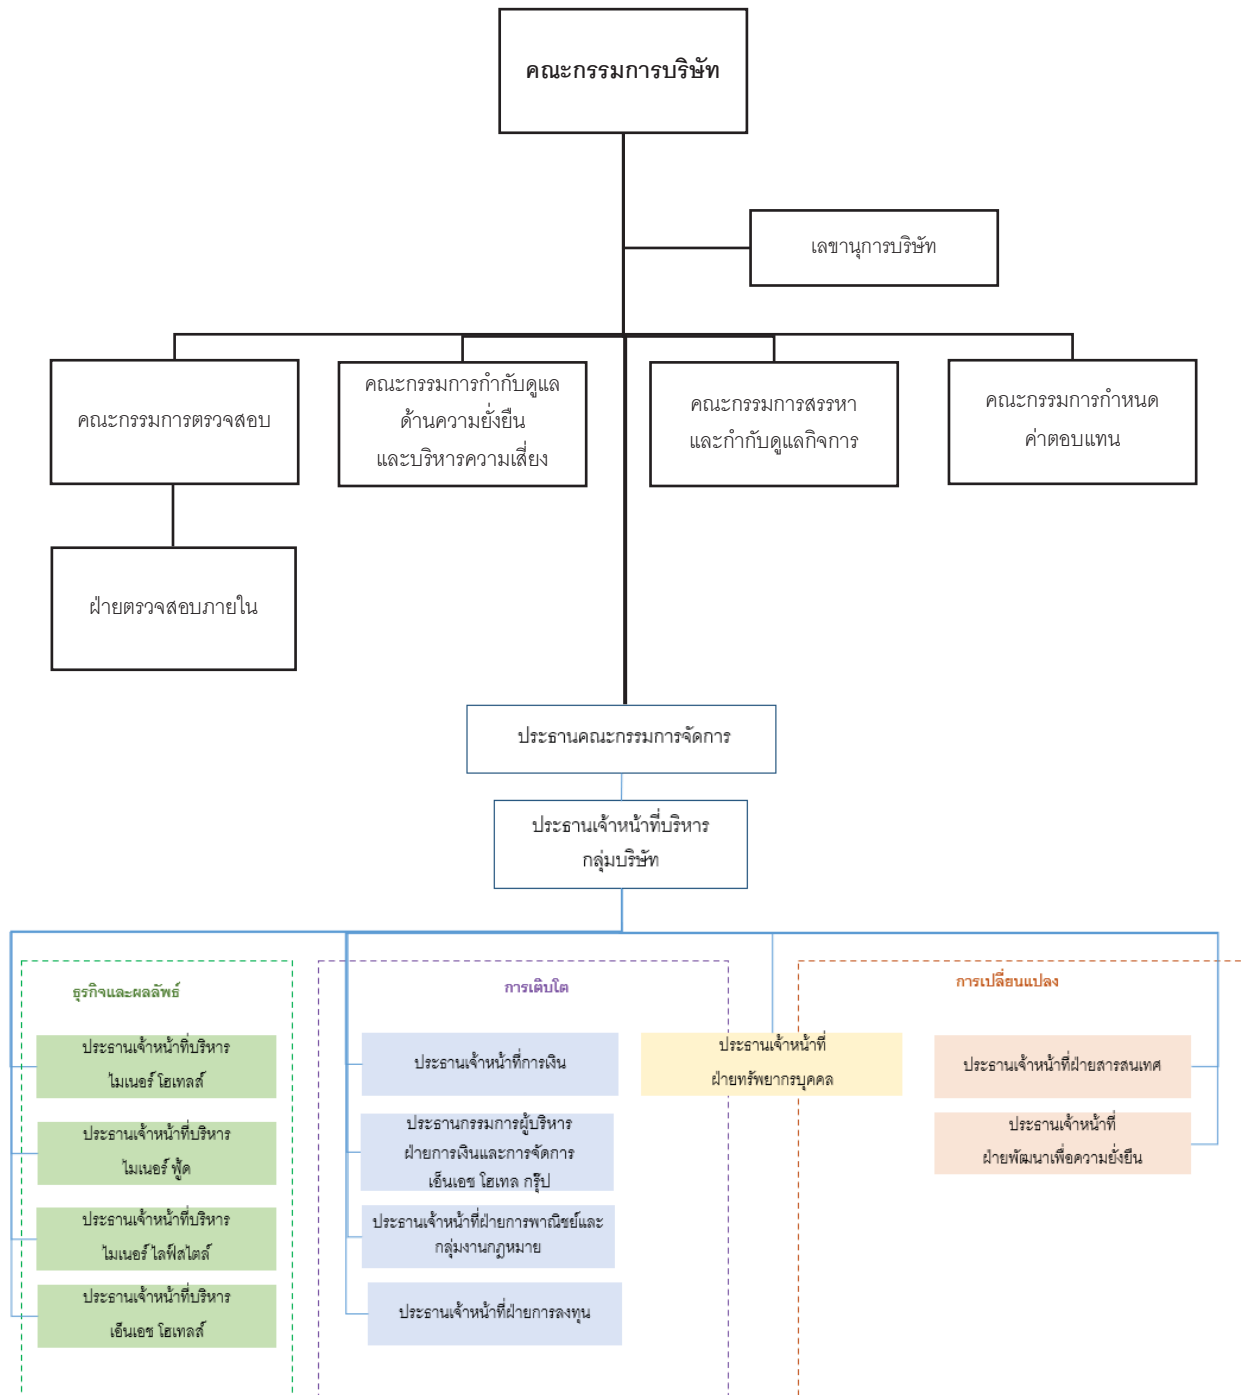 คณะกรรมการบริษัท
เลขานุการบริษัท
คณะกรรมการตรวจสอบ
คณะกรรมการกำกับดูแล
ด้านความยั่งยืน
และบริหารความเสี่ยง
คณะกรรมการสรรหา
และกำกับดูแลกิจการ
คณะกรรมการกำหนด
ค่าตอบแทน
ฝ่ายตรวจสอบภายใน
ประธานคณะกรรมการจัดการ
ประธานเจ้าหน้าที่บริหาร
กลุ่มบริษัท
ธุรกิจและผลลัพธ์
ประธานเจ้าหน้าที่บริหาร
ไมเนอร์ โฮเทลส์
ประธานเจ้าหน้าที่บริหาร
ไมเนอร์ ฟู้ด
ประธานเจ้าหน้าที่บริหาร
ไมเนอร์ ไลฟ์สไตล์
ประธานเจ้าหน้าที่บริหาร
เอ็นเอช โฮเทลส์
การเติบโต
ประธานเจ้าหน้าที่การเงิน
ประธานกรรมการผู้บริหาร
ฝ่ายการเงินและการจัดการ
เอ็นเอช โฮเทล กรุ๊ป
ประธานเจ้าหน้าที่ฝ่ายการพาณิชย์และ
กลุ่มงานกฎหมาย
ประธานเจ้าหน้าที่ฝ่ายการลงทุน
ประธานเจ้าหน้าที่
ฝ่ายทรัพยากรบุคคล
การเปลี่ยนแปลง
ประธานเจ้าหน้าที่ฝ่ายสารสนเทศ
ประธานเจ้าหน้าที่
ฝ่ายพัฒนาเพื่อความยั่งยืน